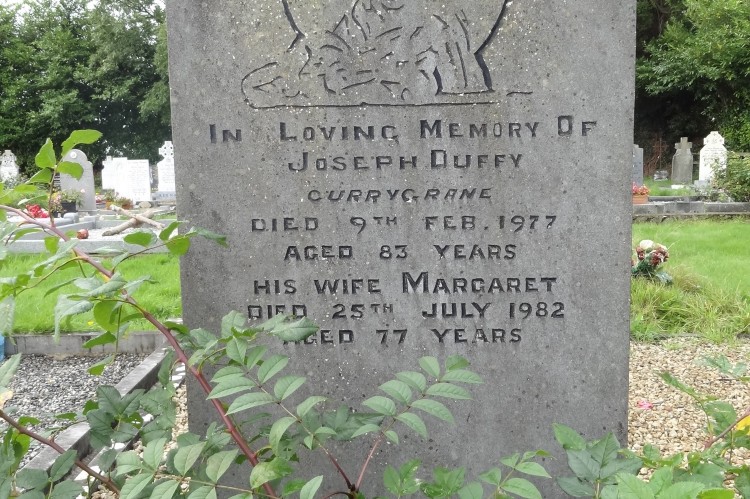 In Loving Memory Of
Joseph Duffy
CURRYGRANE
DIED 9TH FEB. 1977
AGED 83 YEARS
HIS WIFE MARGARET
DIED 25TH JULY 1982
AGED 77 YEARS